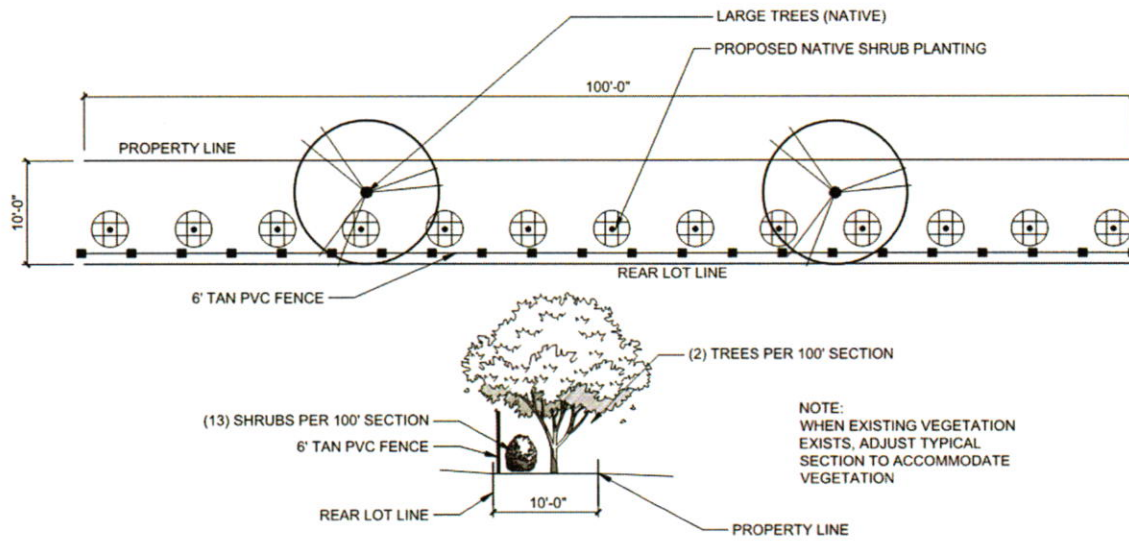 LARGE TREES (NATIVE)
PROPOSED NATIVE SHRUB PLANTING
100'-0"
PROPERTY LINE
10'-0"
REAR LOT LINE
6' TAN PVC FENCE
(2) TREES PER 100' SECTION
(13) SHRUBS PER 100' SECTION
6' TAN PVC FENCE
NOTE:
WHEN EXISTING VEGETATION
EXISTS, ADJUST TYPICAL
SECTION TO ACCOMMODATE
VEGETATION
10'-0"
REAR LOT LINE
PROPERTY LINE